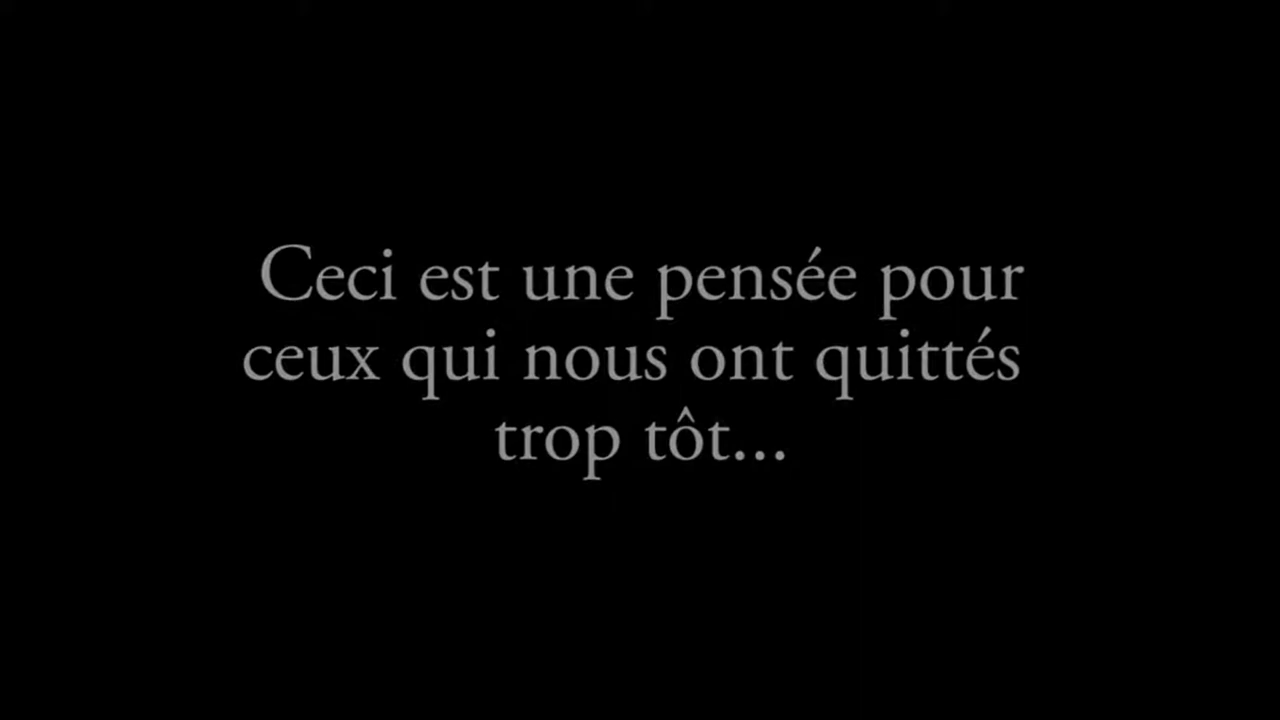 Ceci est une pensée pour
ceux qui nous ont quittés
trop tôt...